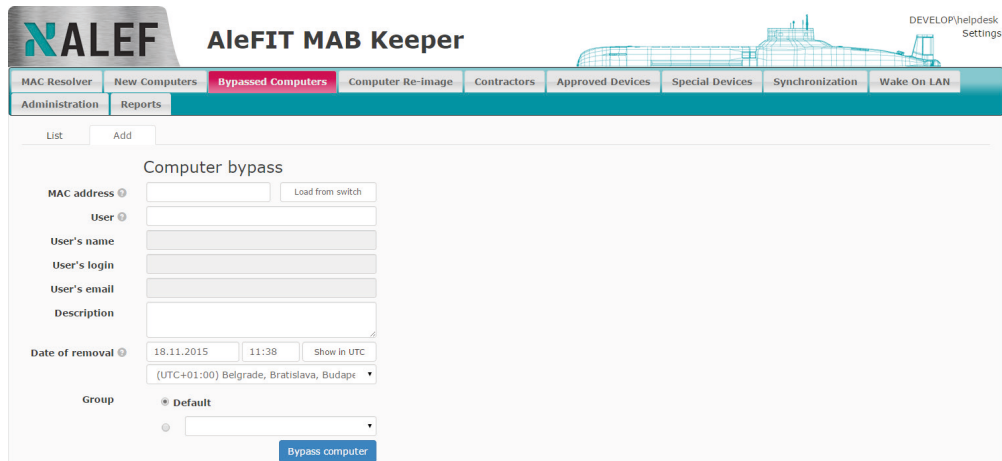 DEVELOP\helpdesk
Settings
ALEF
AleFIT MAB Keeper
MAC Resolver New Computers Bypassed Computers Computer Re-image Contractors Approved Devices Special Devices Synchronization Wake On LAN
Administration Reports
List Add
Computer bypass
MAC address ? Load from switch
User ?
User's name
User's login
User's email
Description
Date of removal ? 18.11.2015 11:38 Show in UTC
(UTC+01:00) Belgrade, Bratislava, Budape
Group Default
Bypass computer